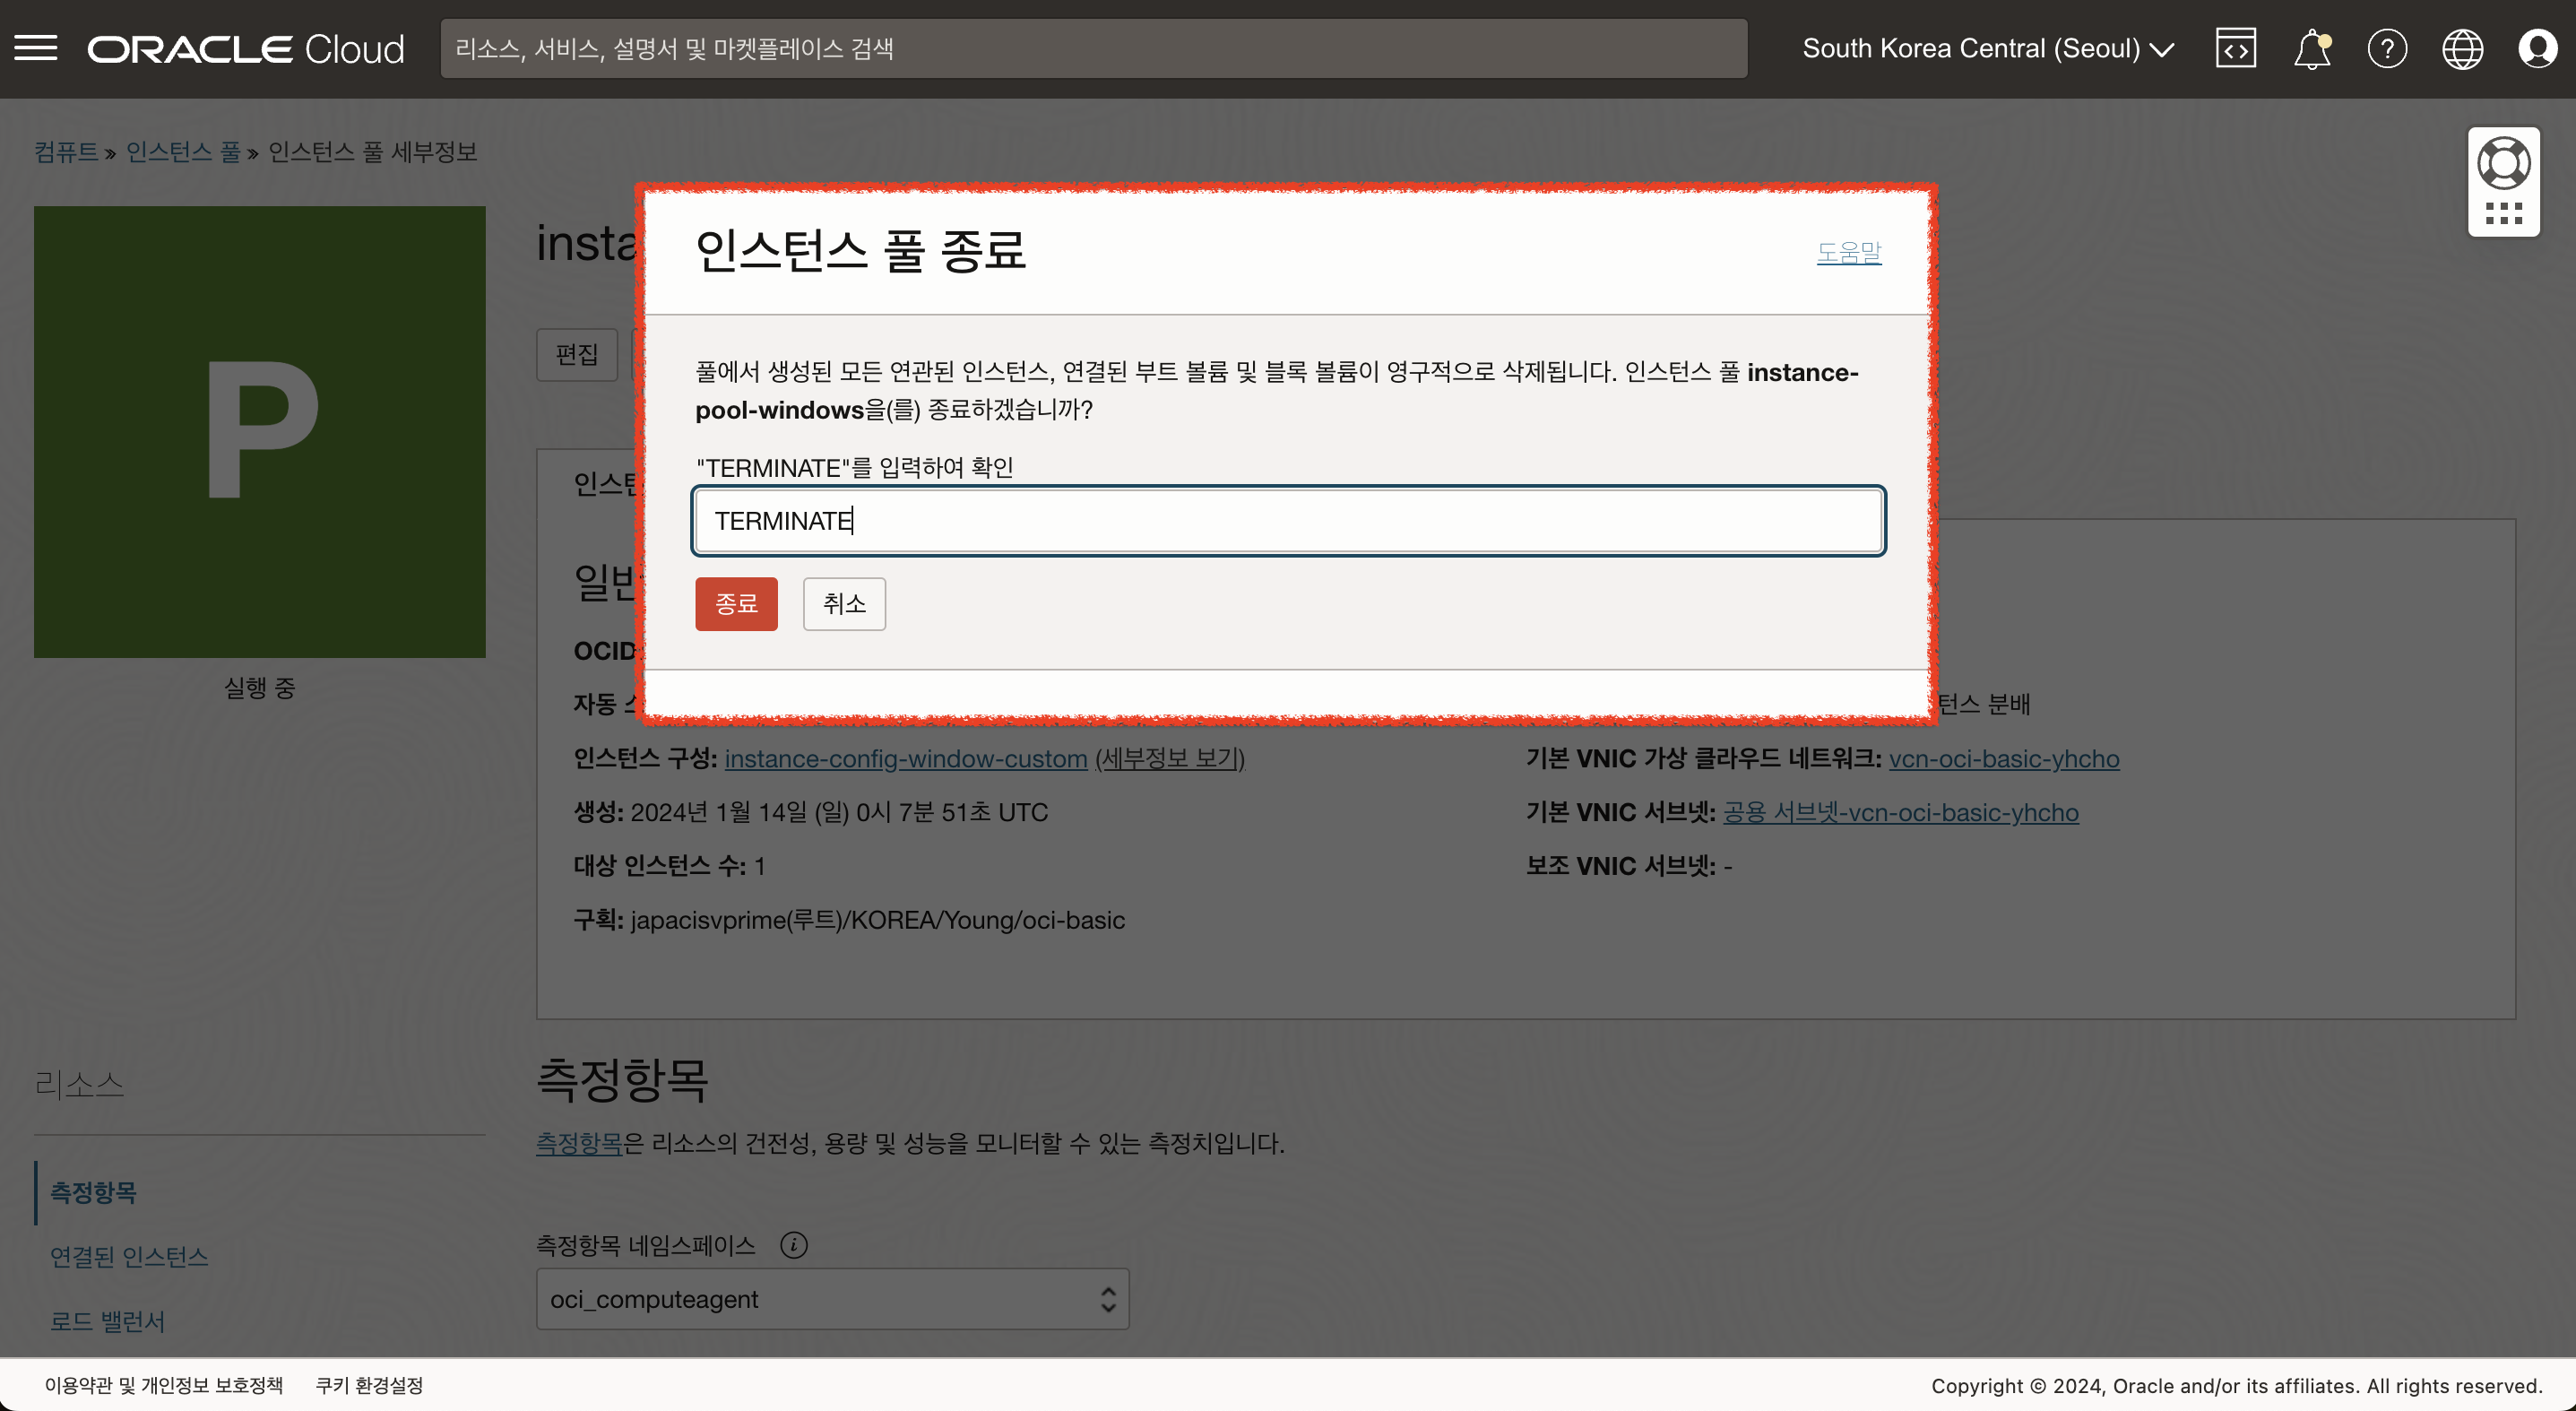 ORACLE Cloud
리소스, 서비스, 설명서 및 마켓플레이스 검색
South Korea Central (Seoul)
컴퓨트 » 인스턴스 풀 » 인스턴스 풀 세부정보
P
실행 중
insta
편집
인스턴스 풀 종료
도움말
풀에서 생성된 모든 연관된 인스턴스, 연결된 부트 볼륨 및 블록 볼륨이 영구적으로 삭제됩니다. 인스턴스 풀 instance-
pool-windows을(를) 종료하겠습니까?
"TERMINATE"를 입력하여 확인
TERMINATE
종료 취소
일반
OCID
자동
턴스 분배
인스턴스 구성: instance-config-window-custom (세부정보 보기)
기본 VNIC 가상 클라우드 네트워크: vcn-oci-basic-yhcho
생성: 2024년 1월 14일 (일) 0시 7분 51초 UTC
기본 VNIC 서브넷: 공용 서브넷-vcn-oci-basic-yhcho
대상 인스턴스 수: 1
보조 VNIC 서브넷: -
구획: japacisvprime(루트)/KOREA/Young/oci-basic
리소스
측정항목
연결된 인스턴스
로드 밸런서
측정항목
측정항목은 리소스의 건전성, 용량 및 성능을 모니터할 수 있는 측정치입니다.
측정항목 네임스페이스
oci_computeagent
이용약관 및 개인정보 보호정책 쿠키 환경설정
Copyright © 2024, Oracle and/or its affiliates. All rights reserved.